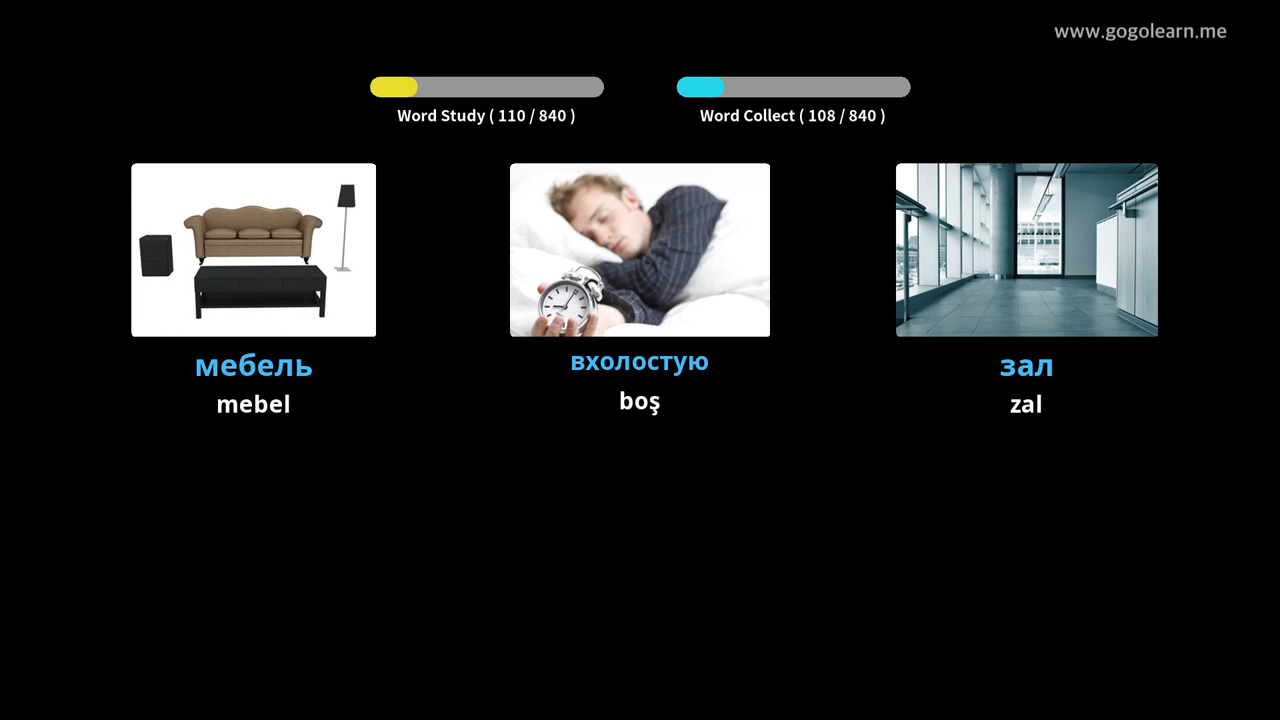 www.gogolearn.me
Word Study ( 110 / 840 )
Word Collect ( 108 / 840 )
мебель
mebel
вхолостую
boş
зал
zal